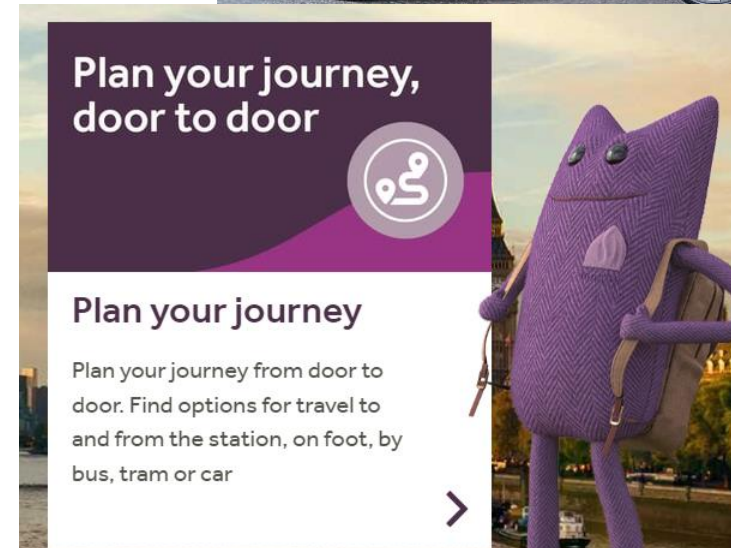 Plan your journey,
door to door
Plan your journey
Plan your journey from door to
door. Find options for travel to
and from the station, on foot, by
bus, tram or car